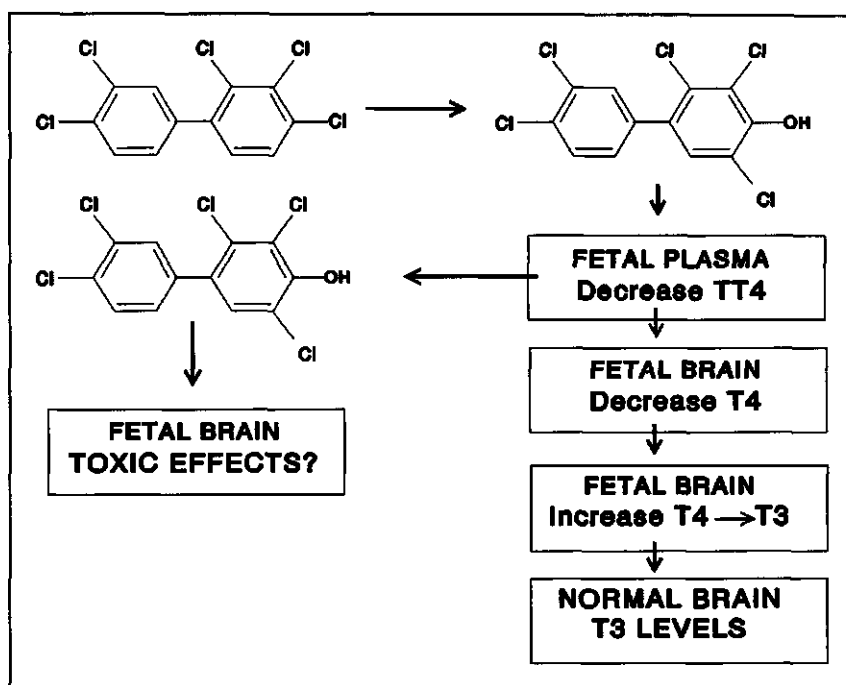 Cl Cl Cl
Cl Cl
Cl Cl Cl
Cl OH
Cl
Cl Cl Cl
Cl OH
Cl
FETAL PLASMA
Decrease TT4
FETAL BRAIN
Decrease T4
FETAL BRAIN
TOXIC EFFECTS?
FETAL BRAIN
Increase T4 →T3
NORMAL BRAIN
T3 LEVELS